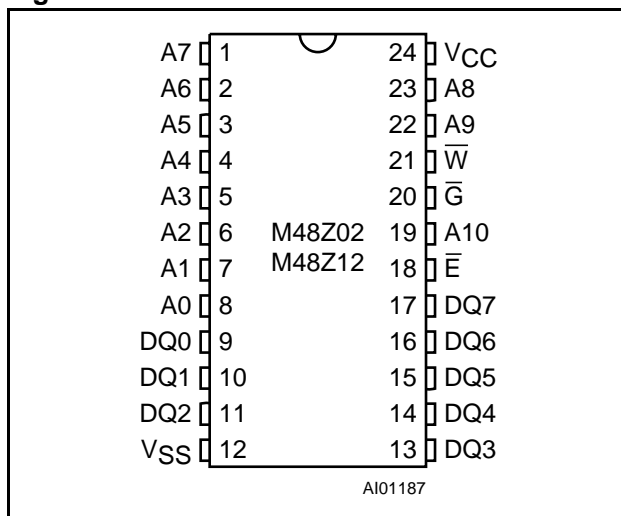 A7 1 24 VCC
A6 2 23 A8
A5 3 22 A9
A4 4 21 W̅
A3 5 20 G̅
A2 6 M48Z02 19 A10
A1 7 M48Z12 18 E̅
A0 8 17 DQ7
DQ0 9 16 DQ6
DQ1 10 15 DQ5
DQ2 11 14 DQ4
VSS 12 13 DQ3
AI01187